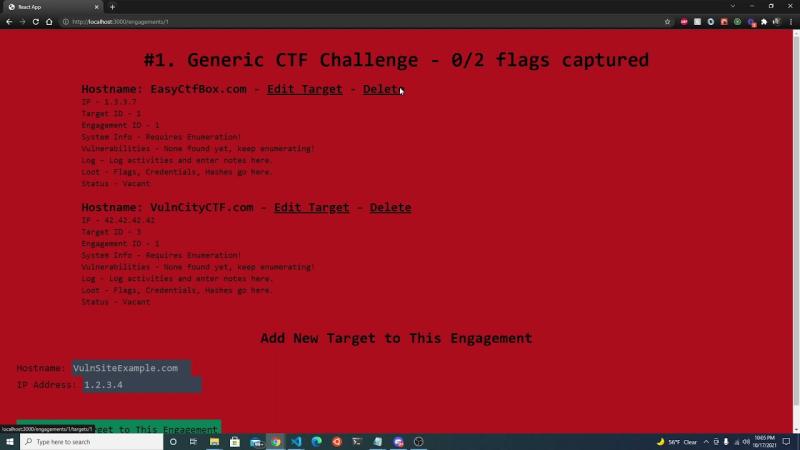 React App
http://localhost:3000/engagements/1
#1. Generic CTF Challenge - 0/2 flags captured
Hostname: EasyCtfBox.com - Edit Target - Delete
IP - 1.3.3.7
Target ID - 1
Engagement ID - 1
System Info - Requires Enumeration!
Vulnerabilities - None found yet, keep enumerating!
Log - Log activities and enter notes here.
Loot - Flags, Credentials, Hashes go here.
Status - Vacant
Hostname: VulnCityCTF.com - Edit Target - Delete
IP - 42.42.42.42
Target ID - 3
Engagement ID - 1
System Info - Requires Enumeration!
Vulnerabilities - None found yet, keep enumerating!
Log - Log activities and enter notes here.
Loot - Flags, Credentials, Hashes go here.
Status - Vacant
Add New Target to This Engagement
Hostname: VulnSiteExample.com
IP Address: 1.2.3.4
localhost:3000/engagements/1/targets/1
to This Engagement
Type here to search
56°F Clear
10:05 PM
10/17/2021